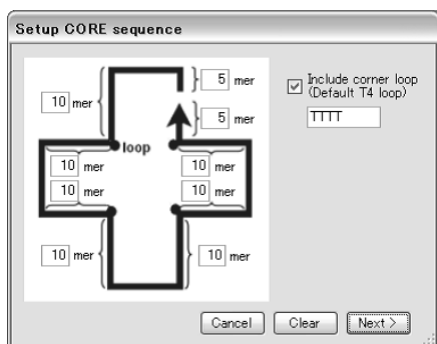 Setup CORE sequence
5 mer
10 mer
5 mer
loop
10 mer 10 mer
10 mer 10 mer
10 mer 10 mer
Include corner loop
(Default T4 loop)
TTTT
Cancel Clear Next >